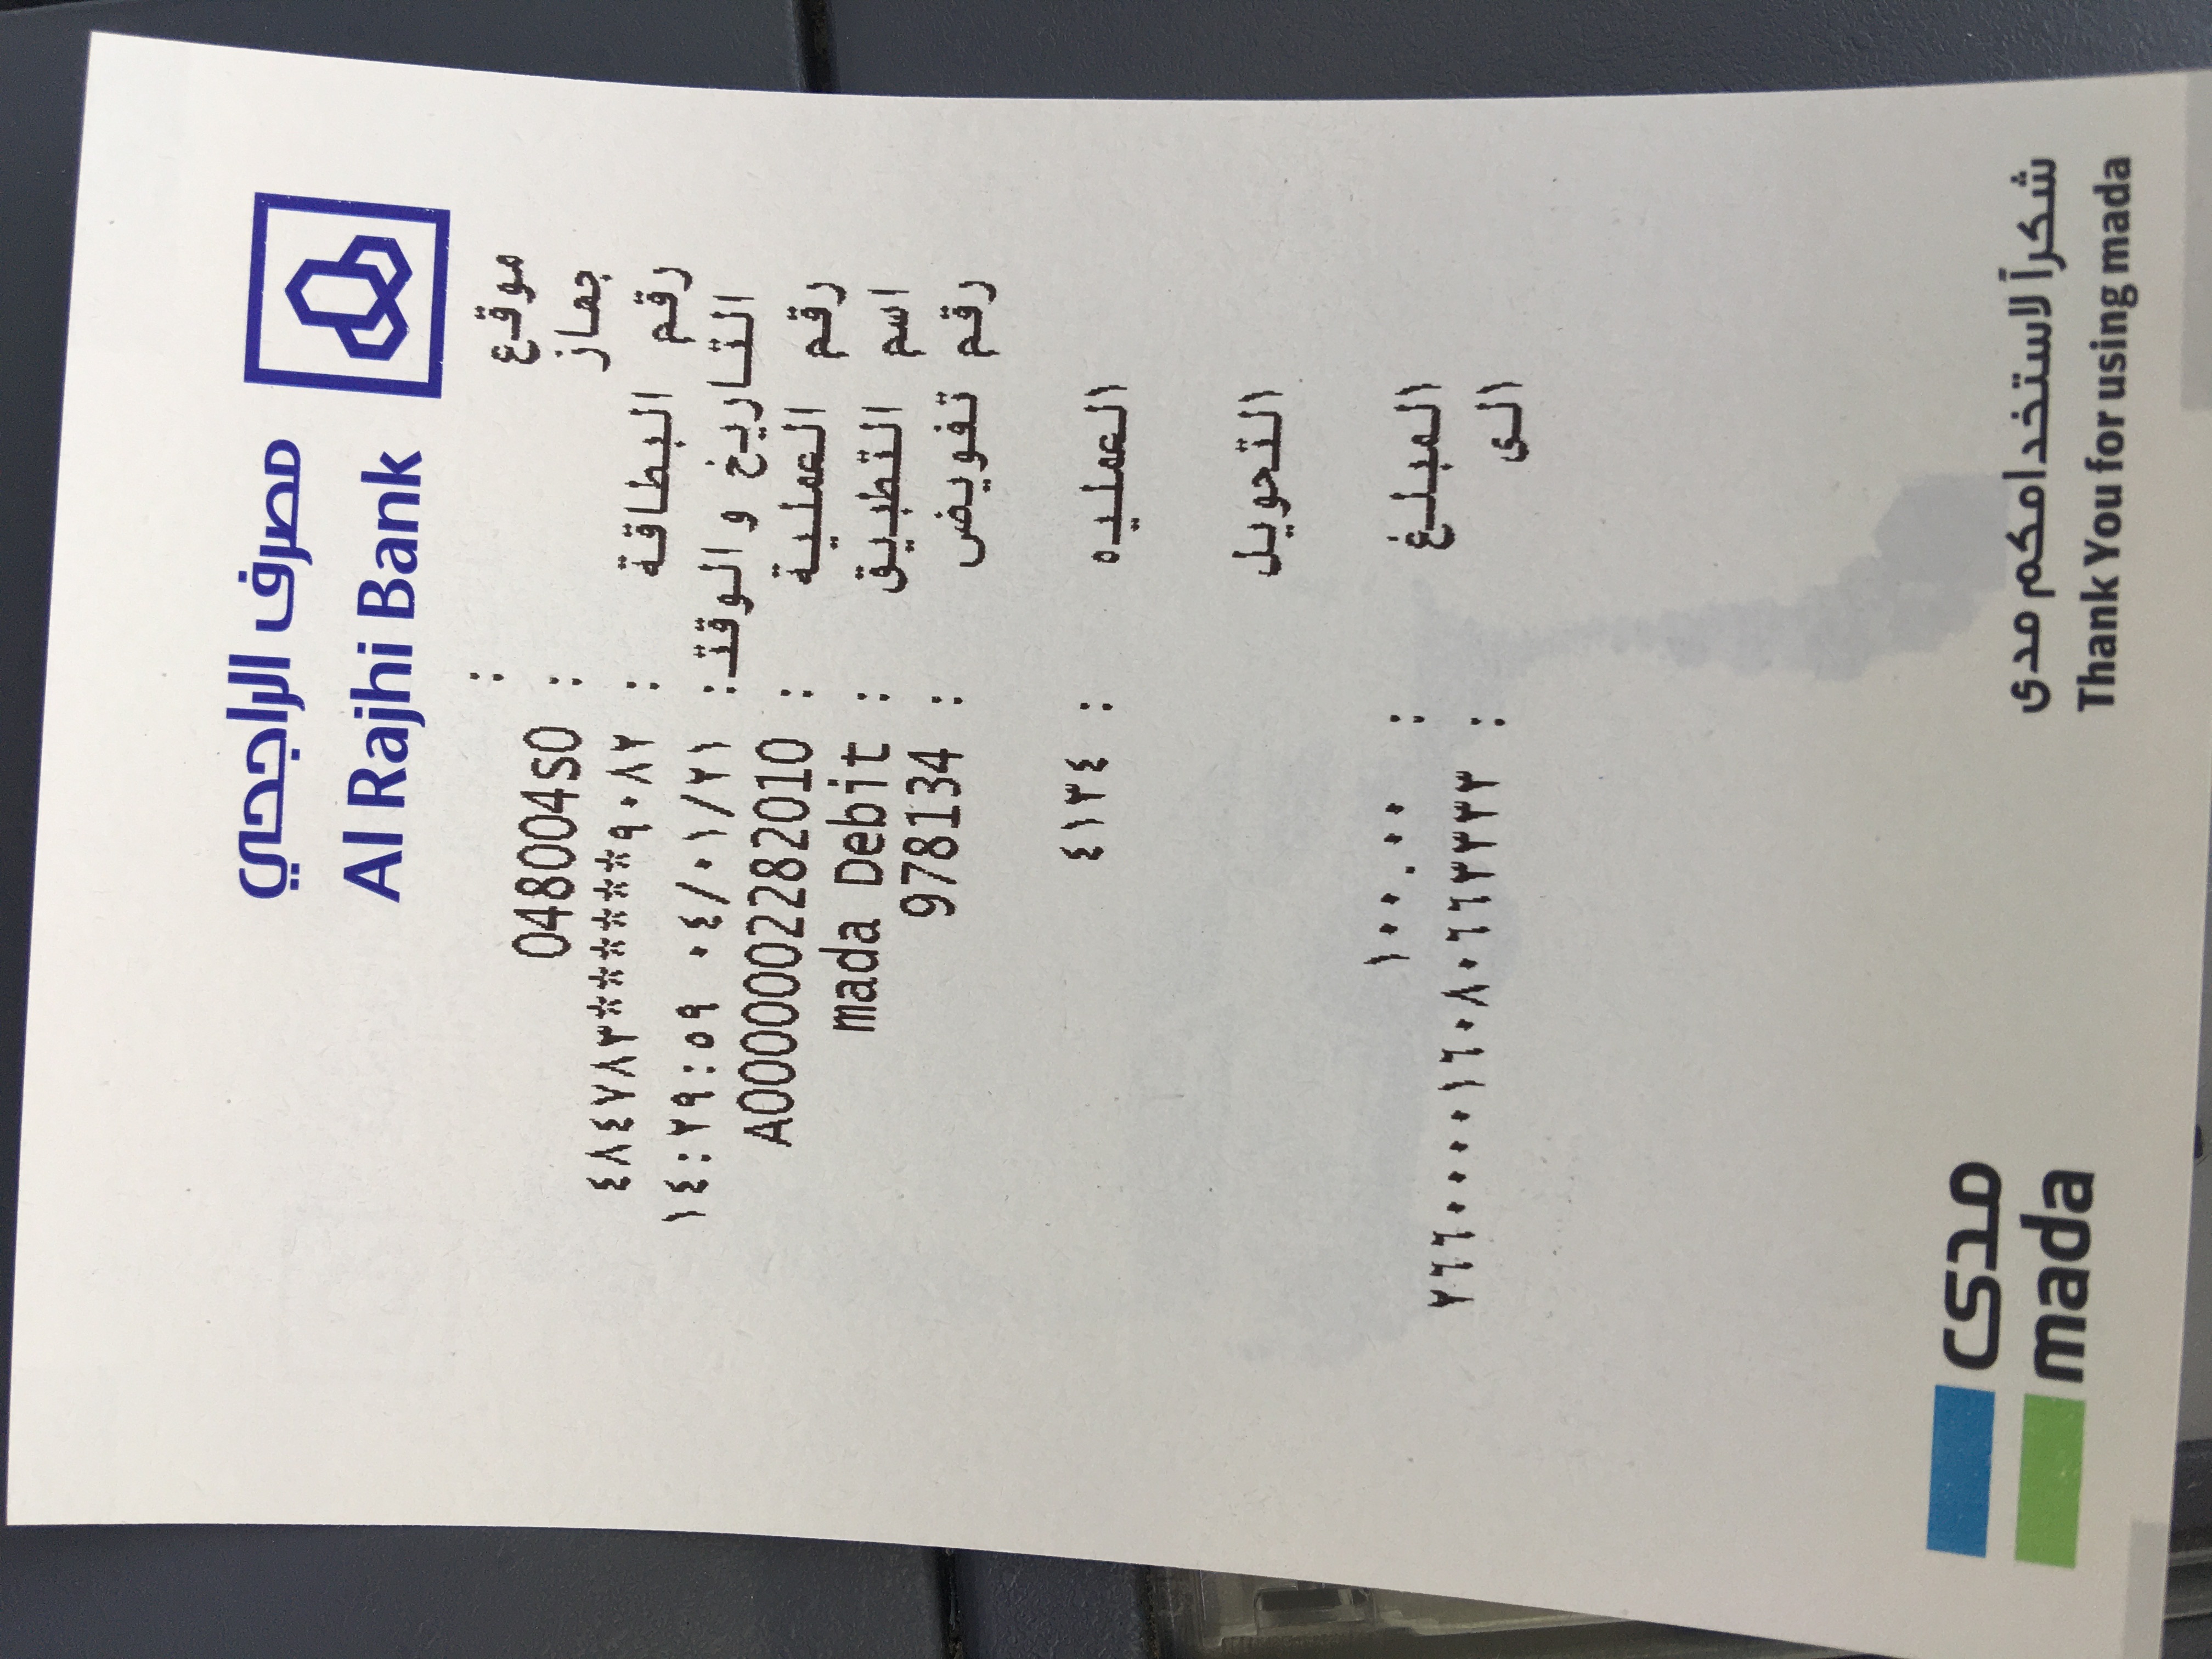 مصرف الراجحي
Al Rajhi Bank
موقع :
جهاز : 048004s0
رقم البطاقة : ٤٨٤٧٨٣******٩٠٨٢
التاريخ و الوقت: ٠٤/٠١/٢١ ١٤:٢٩:٥٩
رقم العملية : A0000002282010
اسم التطبيق : mada Debit
رقم تفويض : 978134
العمليه : ٤١٣٤
التحويل
المبلغ : ١٠٠.٠٠
الى : ٢٦٦٠٠٠٠١٦٠٨٠٦٦٣٣٣٣
شكراً لاستخدامكم مدى
Thank You for using mada
مدى
mada